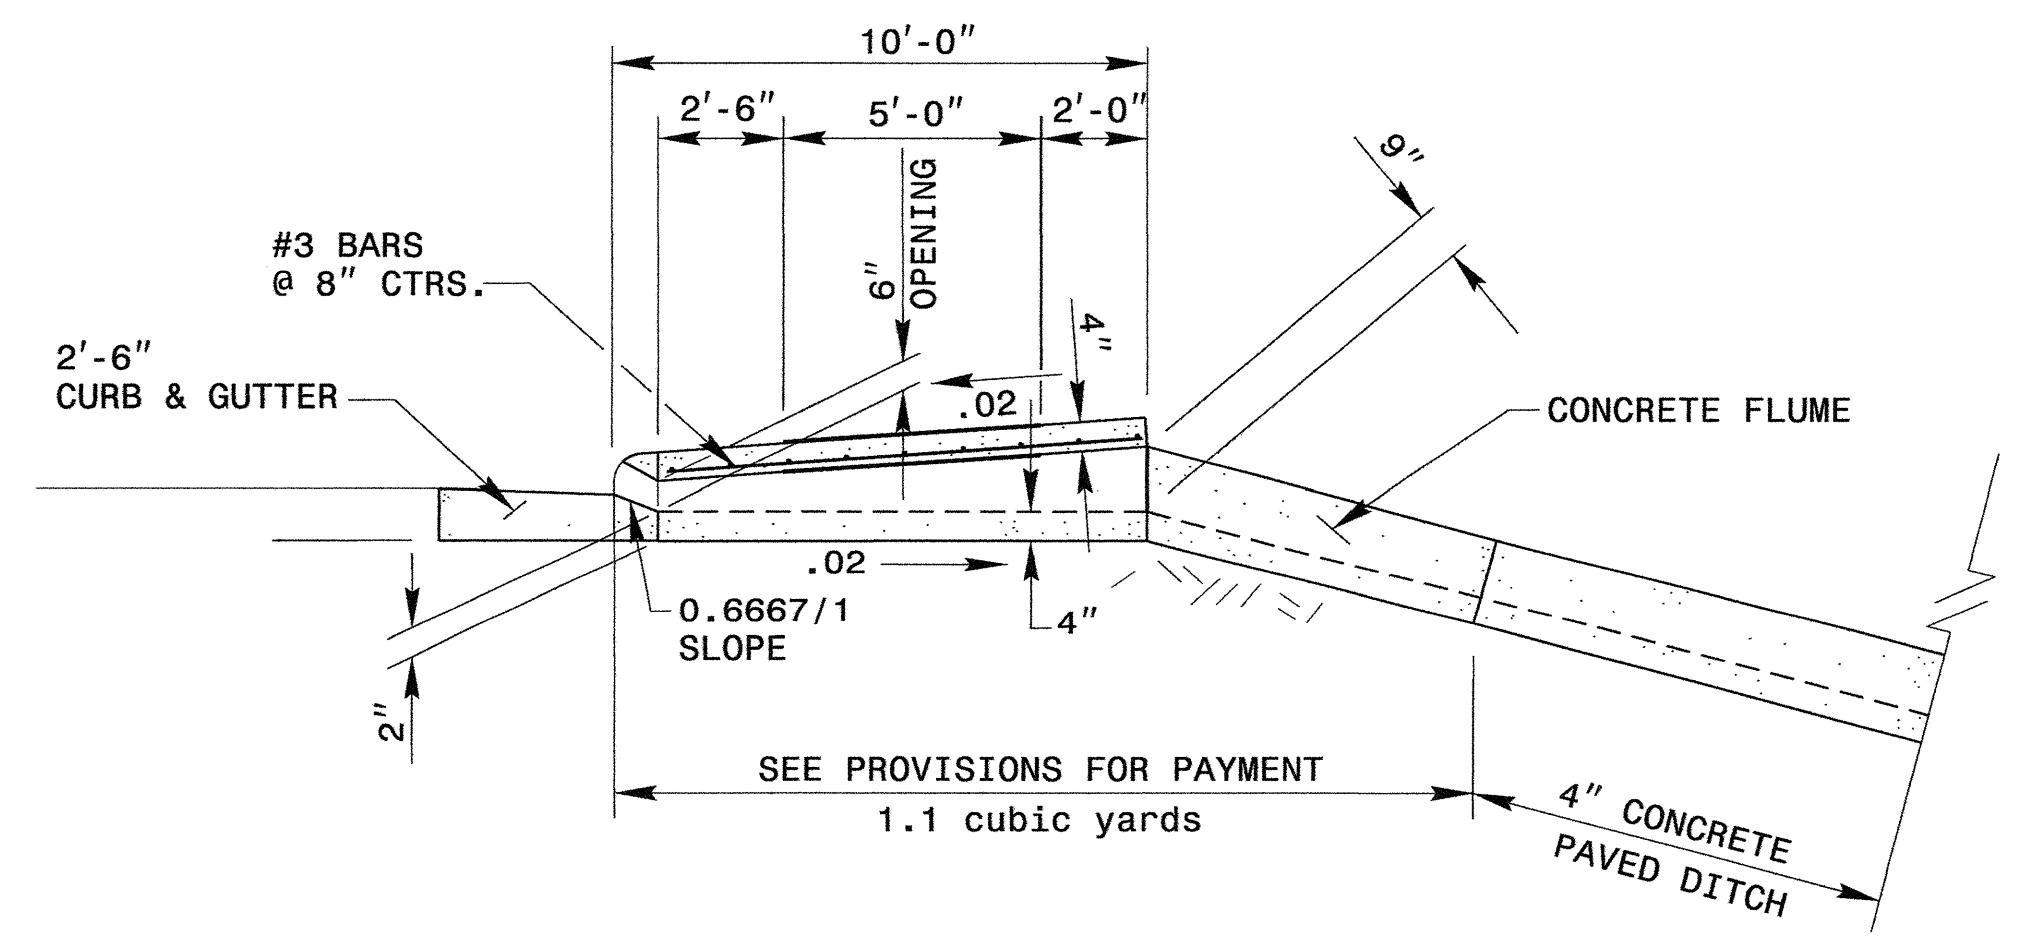 10'-0"
2'-6"
5'-0"
2'-0"
9"
6"
OPENING
#3 BARS
@ 8" CTRS.
4"
2'-6"
CURB & GUTTER
.02
CONCRETE FLUME
.02
0.6667/1
SLOPE
4"
2"
SEE PROVISIONS FOR PAYMENT
1.1 cubic yards
4" CONCRETE
PAVED DITCH